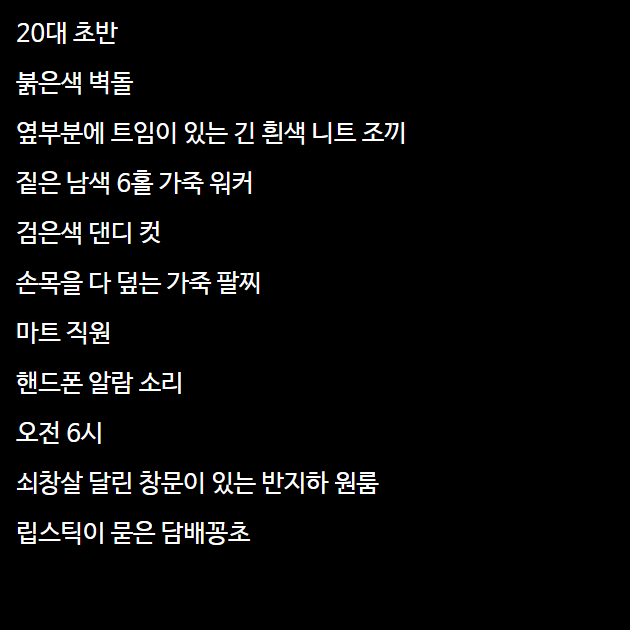 20대 초반
붉은색 벽돌
옆부분에 트임이 있는 긴 흰색 니트 조끼
짙은 남색 6홀 가죽 워커
검은색 댄디 컷
손목을 다 덮는 가죽 팔찌
마트 직원
핸드폰 알람 소리
오전 6시
쇠창살 달린 창문이 있는 반지하 원룸
립스틱이 묻은 담배꽁초